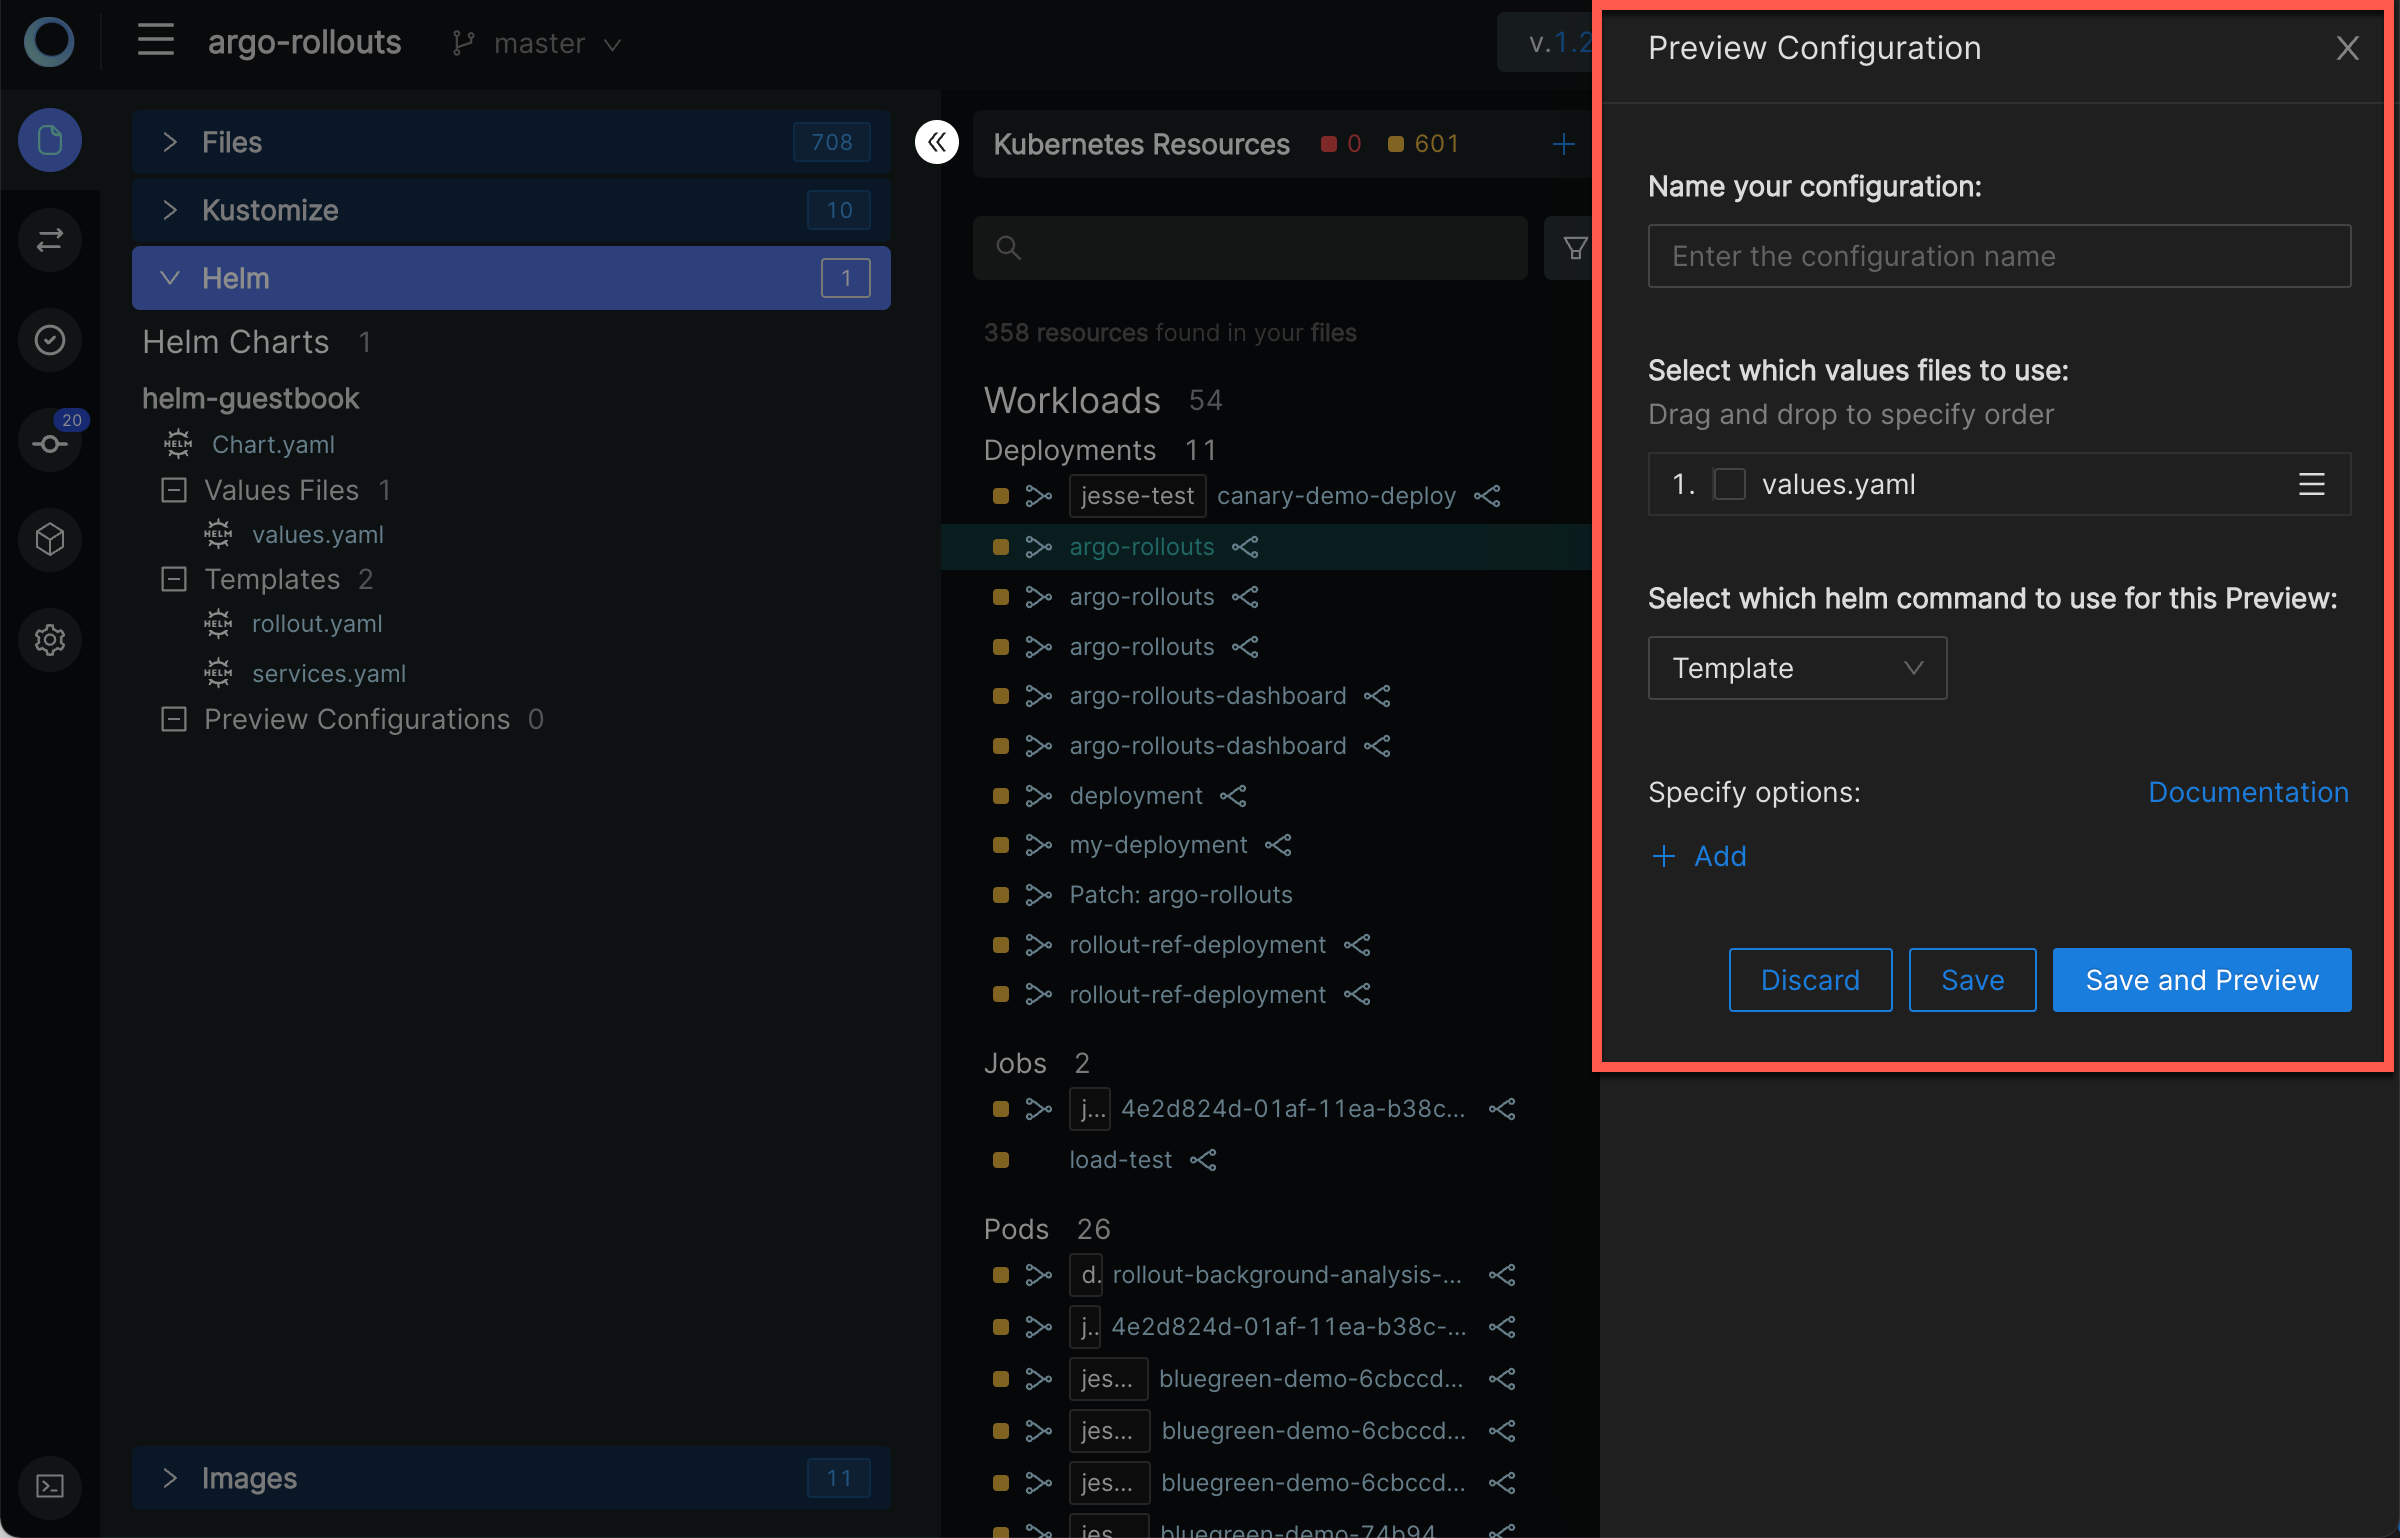 argo-rollouts
master
v.1.2
Files
708
Kustomize
10
Helm
1
Helm Charts 1
helm-guestbook
HELM Chart.yaml
Values Files 1
HELM values.yaml
Templates 2
HELM rollout.yaml
HELM services.yaml
Preview Configurations 0
20
Images
11
Kubernetes Resources 0 601
358 resources found in your files
Workloads 54
Deployments 11
jesse-test canary-demo-deploy
argo-rollouts
argo-rollouts
argo-rollouts
argo-rollouts-dashboard
argo-rollouts-dashboard
deployment
my-deployment
Patch: argo-rollouts
rollout-ref-deployment
rollout-ref-deployment
Jobs 2
j... 4e2d824d-01af-11ea-b38c...
load-test
Pods 26
d. rollout-background-analysis-...
j.. 4e2d824d-01af-11ea-b38c-...
jes... bluegreen-demo-6cbccd...
jes... bluegreen-demo-6cbccd...
jes... bluegreen-demo-6cbccd...
jes... bluegreen-demo-74b94...
Preview Configuration
Name your configuration:
Enter the configuration name
Select which values files to use:
Drag and drop to specify order
1. values.yaml
Select which helm command to use for this Preview:
Template
Specify options:
Documentation
+ Add
Discard
Save
Save and Preview